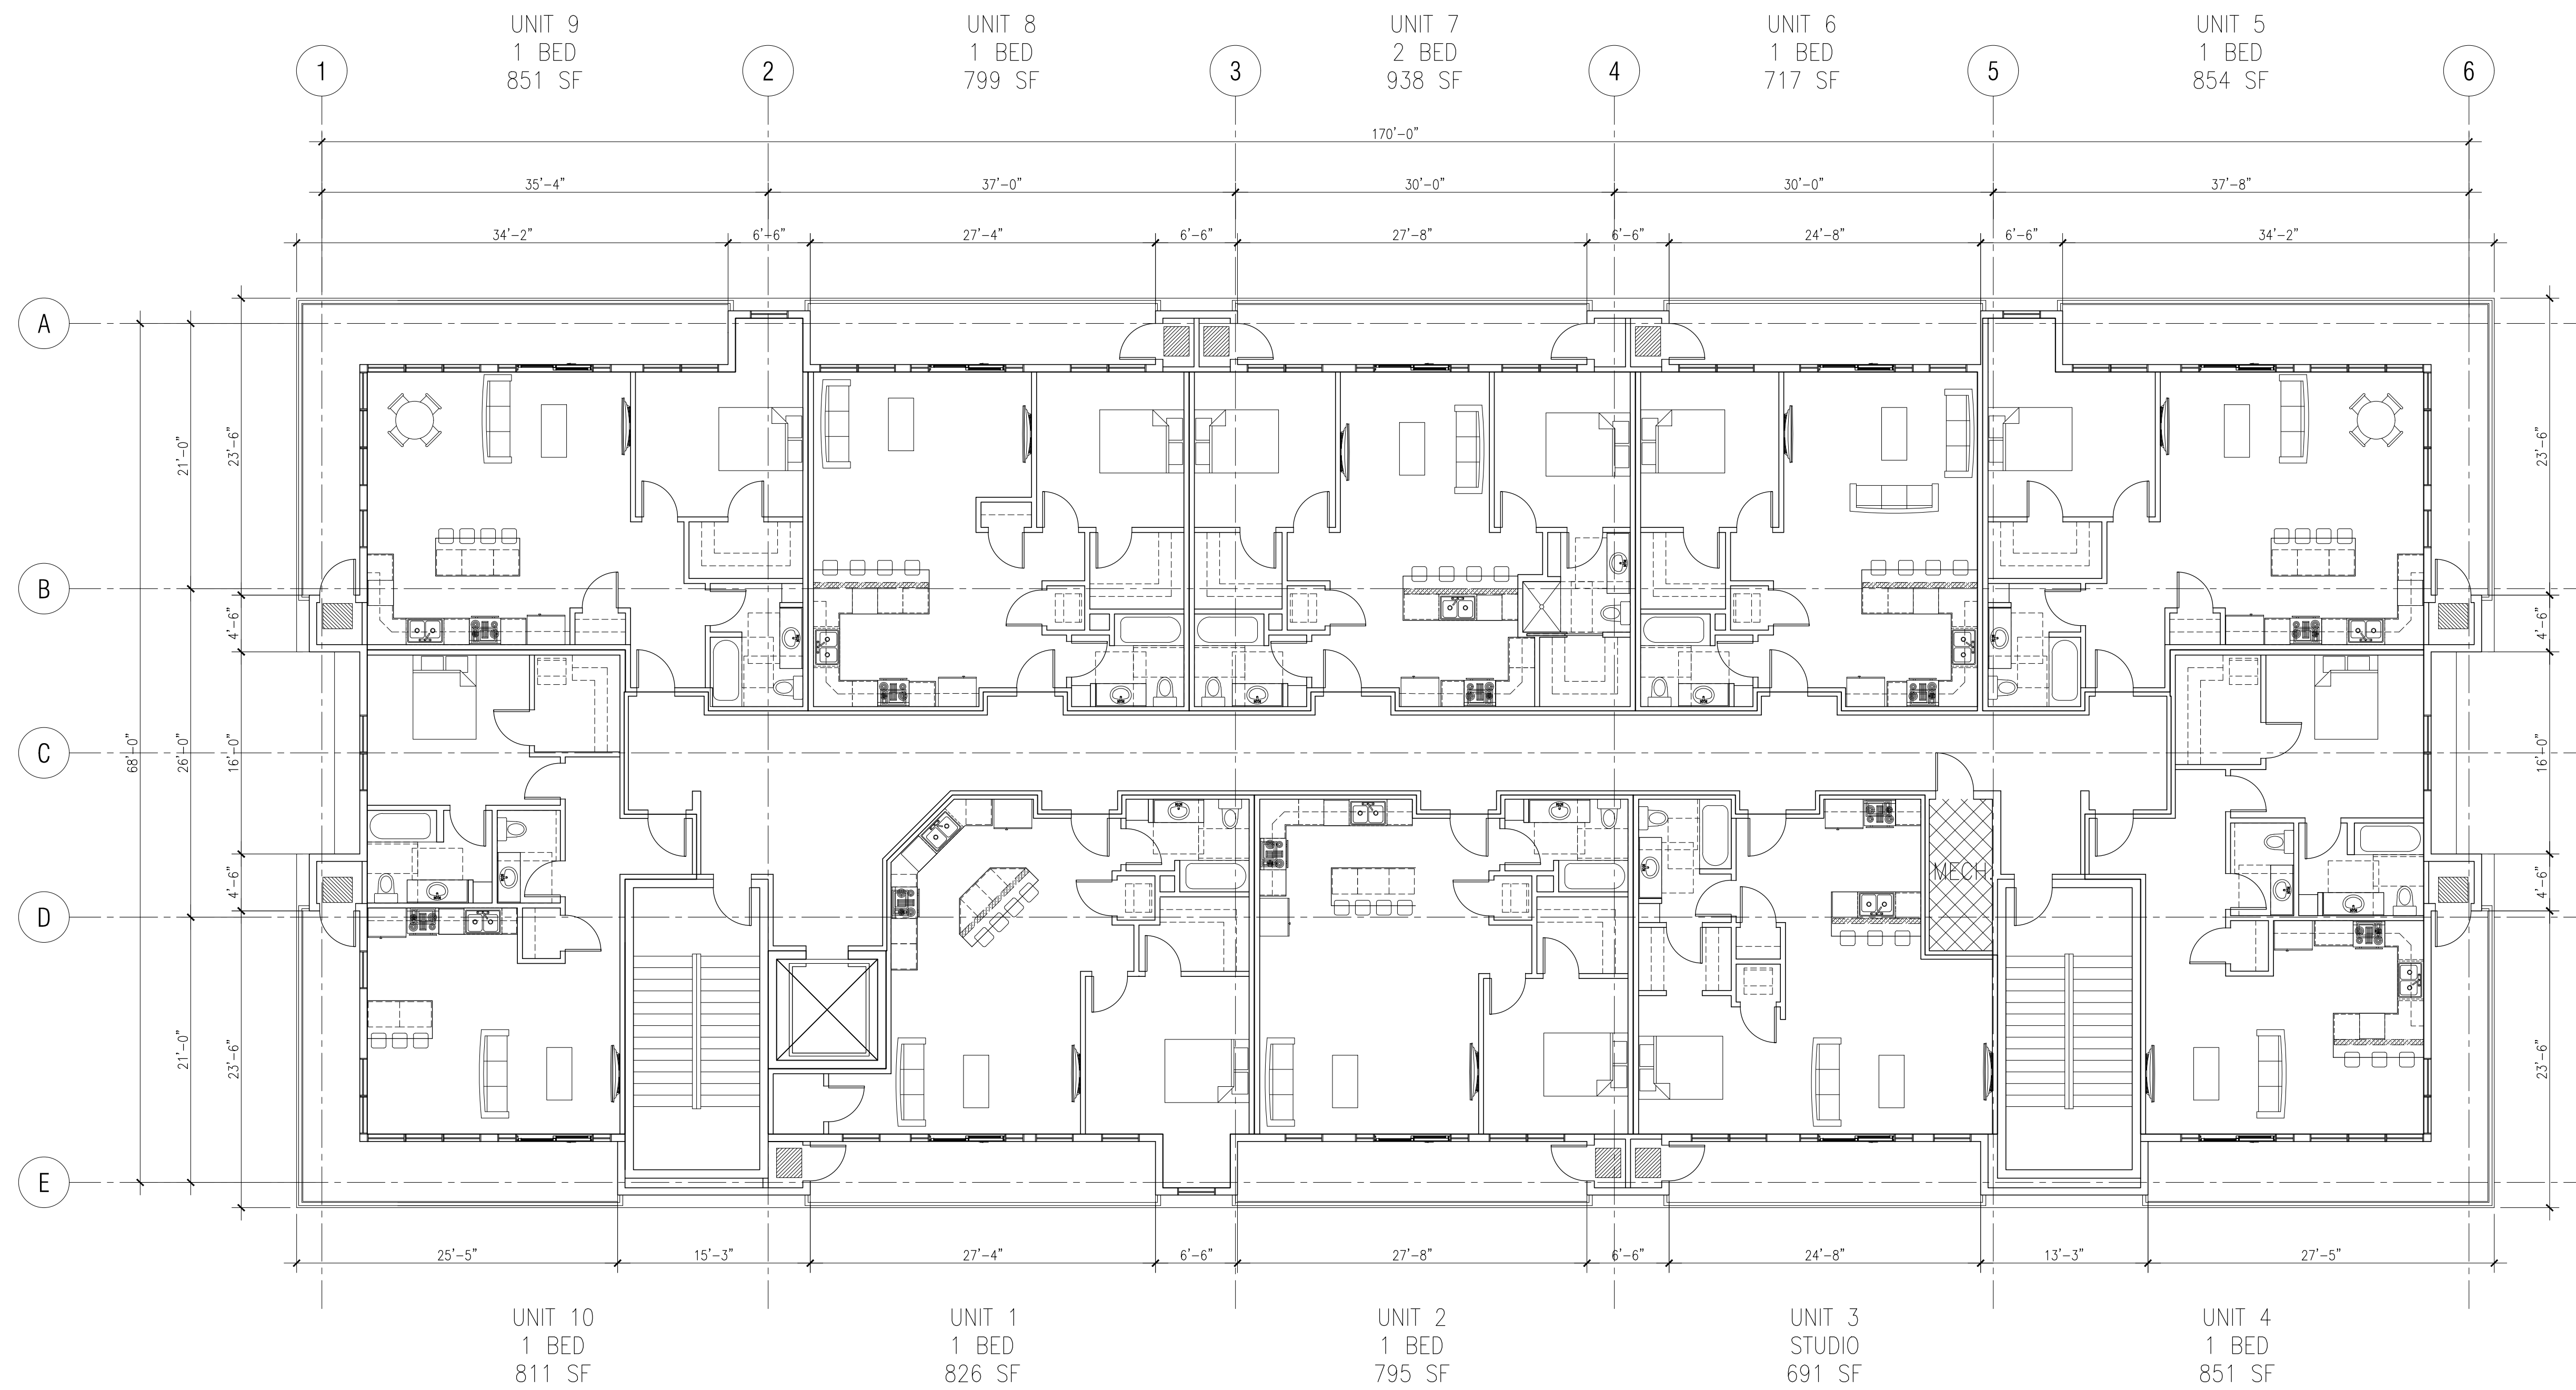 UNIT 9
1 BED
851 SF
UNIT 8
1 BED
799 SF
UNIT 7
2 BED
938 SF
UNIT 6
1 BED
717 SF
UNIT 5
1 BED
854 SF
1
2
3
4
5
6
170'-0"
35'-4"
37'-0"
30'-0"
30'-0"
37'-8"
34'-2"
6'-6"
27'-4"
6'-6"
27'-8"
6'-6"
24'-8"
6'-6"
34'-2"
A
B
C
D
E
68'-0"
21'-0"
26'-0"
21'-0"
23'-6"
4'-6"
16'-0"
4'-6"
23'-6"
MECH
23'-6"
4'-6"
16'-0"
4'-6"
23'-6"
25'-5"
15'-3"
27'-4"
6'-6"
27'-8"
6'-6"
24'-8"
13'-3"
27'-5"
UNIT 10
1 BED
811 SF
UNIT 1
1 BED
826 SF
UNIT 2
1 BED
795 SF
UNIT 3
STUDIO
691 SF
UNIT 4
1 BED
851 SF